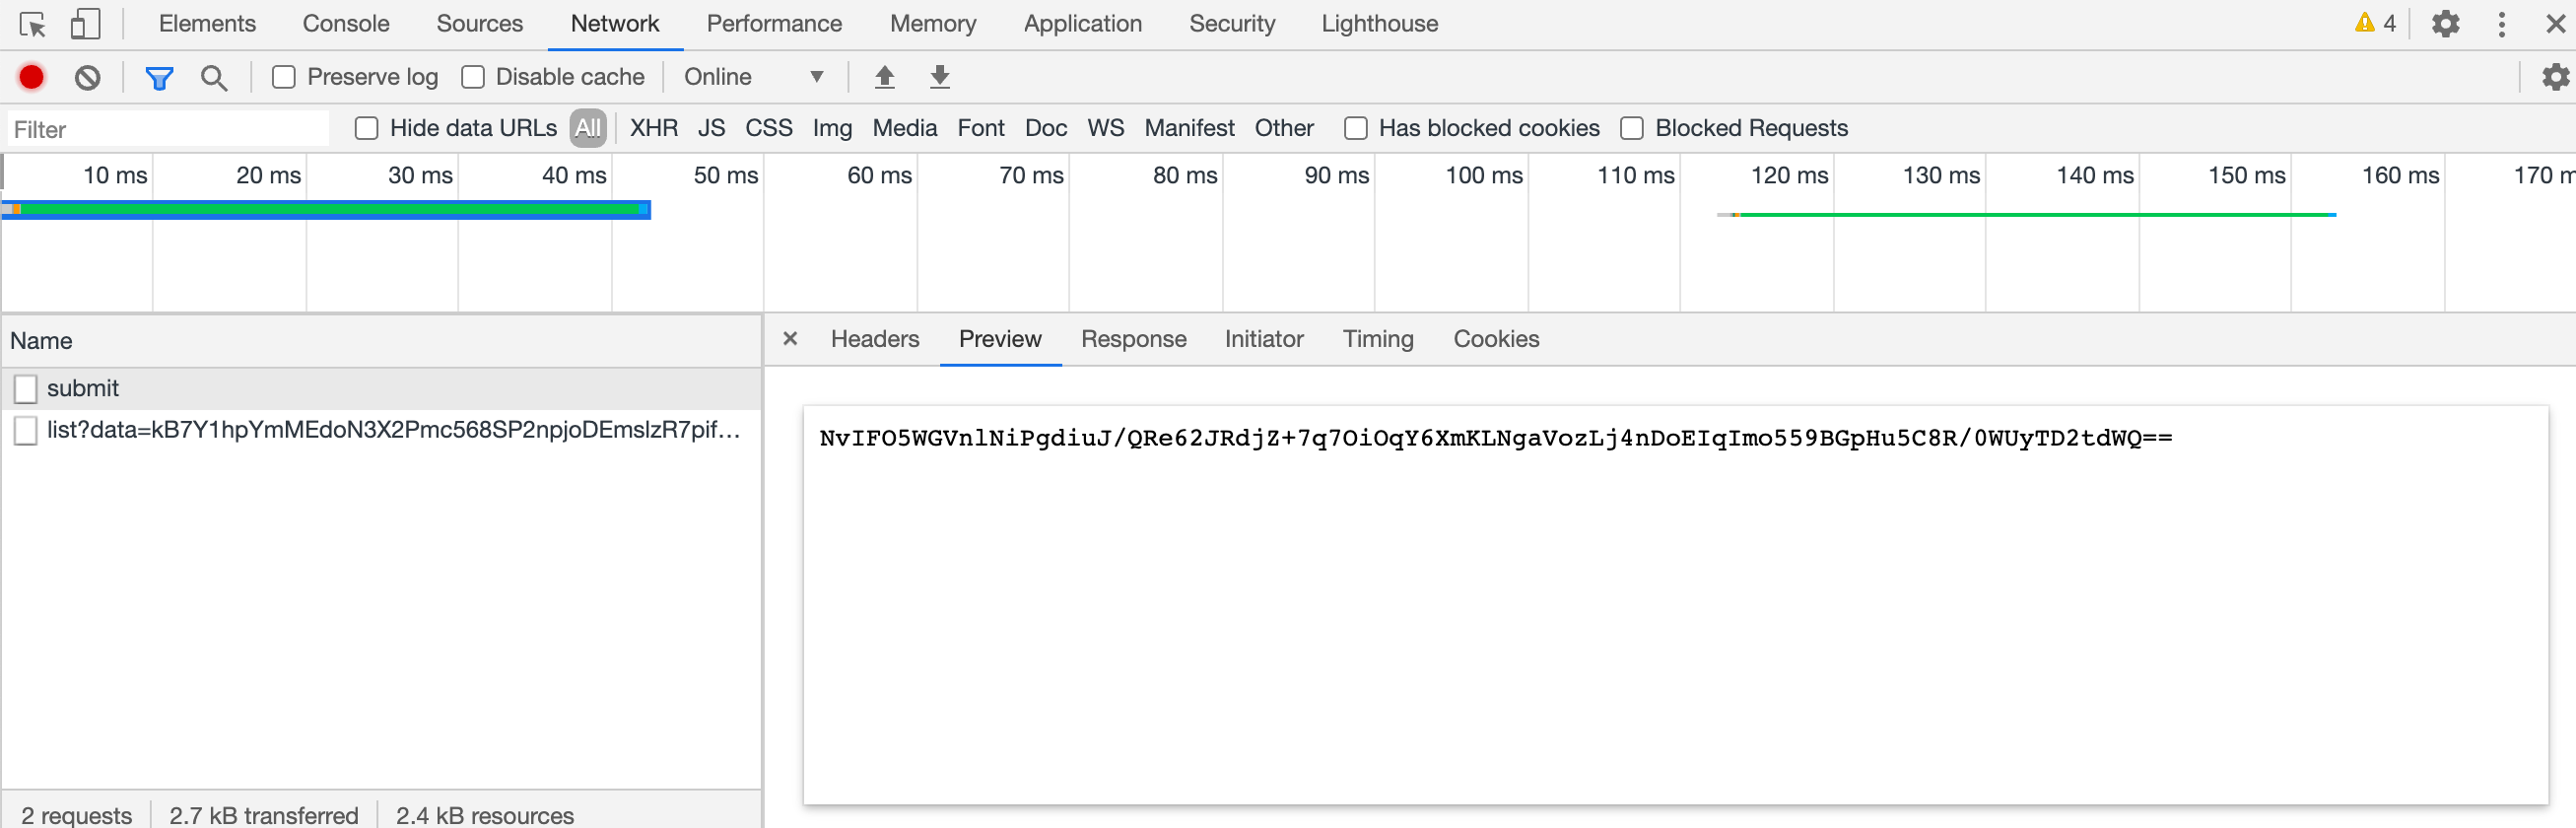 Elements Console Sources Network Performance Memory Application Security Lighthouse 4
Preserve log Disable cache Online
Filter Hide data URLs All XHR JS CSS Img Media Font Doc WS Manifest Other Has blocked cookies Blocked Requests
10 ms 20 ms 30 ms 40 ms 50 ms 60 ms 70 ms 80 ms 90 ms 100 ms 110 ms 120 ms 130 ms 140 ms 150 ms 160 ms 170 m
Name
Headers Preview Response Initiator Timing Cookies
submit
list?data=kB7Y1hpYmMEdoN3X2Pmc568SP2npjoDEmslzR7pif...
NvIFO5WGVnlNiPgdiuJ/QRe62JRdjZ+7q7OiOqY6XmKLNgaVozLj4nDoEIqImo559BGpHu5C8R/0WUyTD2tdWQ==
2 requests 2.7 kB transferred 2.4 kB resources